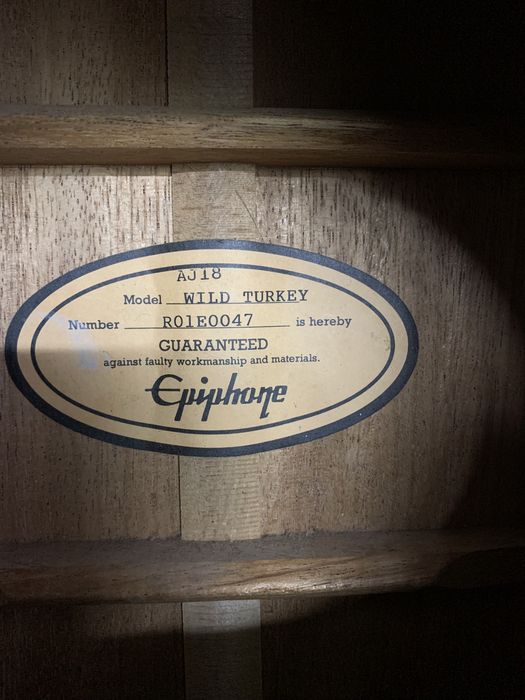 AJ18
Model WILD TURKEY
Number R01E0047 is hereby
GUARANTEED
against faulty workmanship and materials.
Epiphone